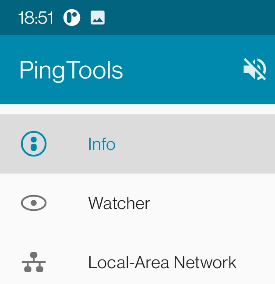 18:51
PingTools
Info
Watcher
Local-Area Network